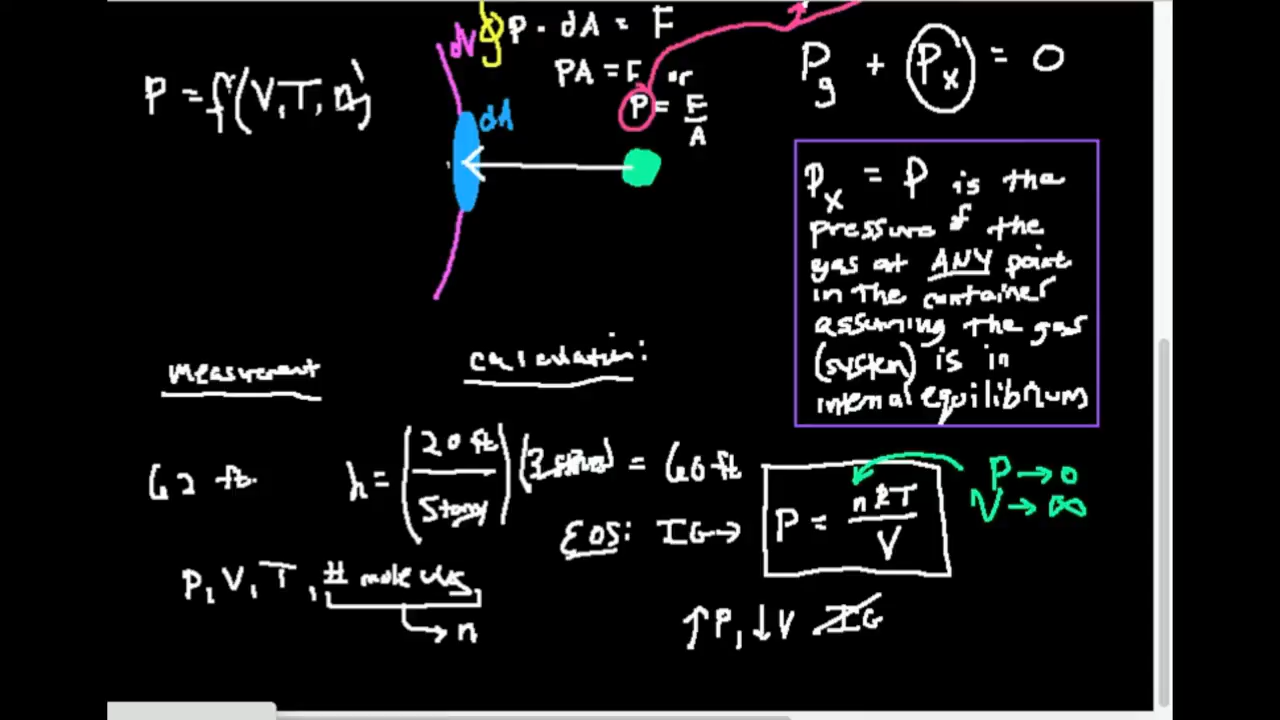 P = f(V, T, n)
dV
∮ P · dA = F
PA = F or
P = F/A
dA
Pg + Px = 0
Px = P is the
pressure of the
gas at ANY point
in the container
assuming the gas
(system) is in
internal equilibrium
measurement
calculation:
62 ft.
h = (20 ft / Story) (3 stories) = 60 ft
P, V, T, # molecules
→ n
EOS: IG →
P = nRT / V
P → 0
V → ∞
↑P, ↓V IG